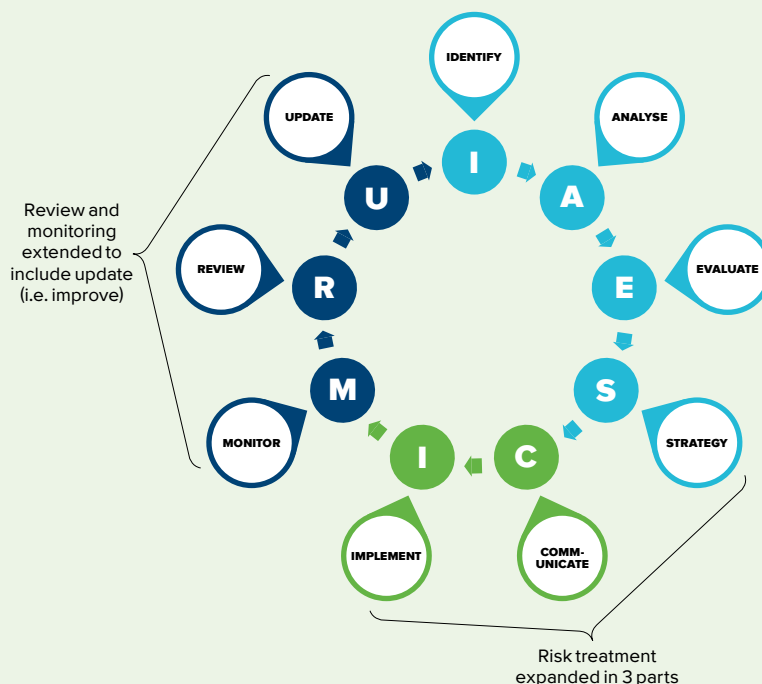 IDENTIFY
ANALYSE
EVALUATE
STRATEGY
COMM-
UNICATE
IMPLEMENT
MONITOR
REVIEW
UPDATE
I
A
E
S
C
I
M
R
U
Review and
monitoring
extended to
include update
(i.e. improve)
Risk treatment
expanded in 3 parts